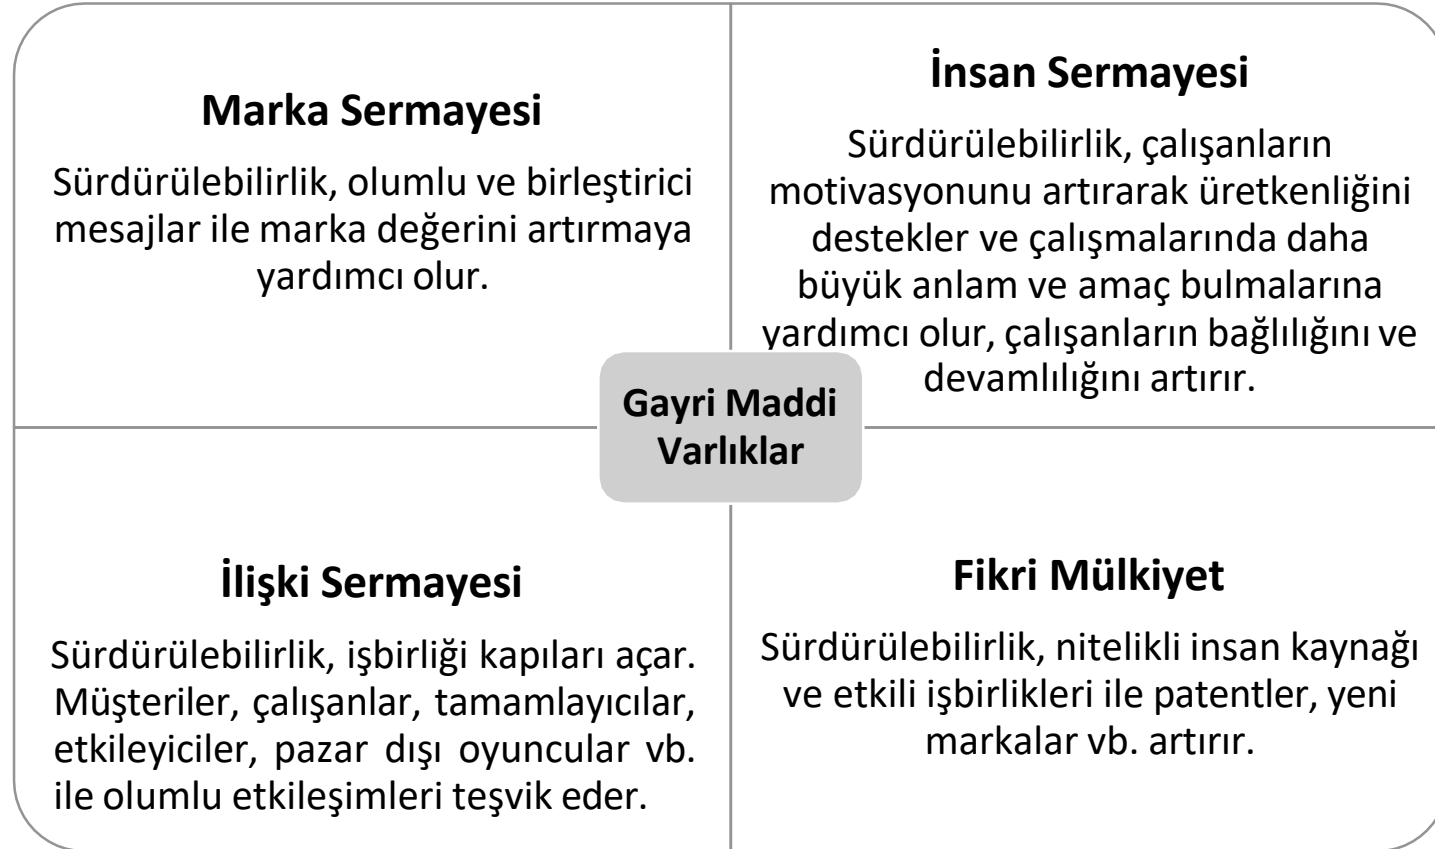 Marka Sermayesi
Sürdürülebilirlik, olumlu ve birleştirici
mesajlar ile marka değerini artırmaya
yardımcı olur.
İnsan Sermayesi
Sürdürülebilirlik, çalışanların
motivasyonunu artırarak üretkenliğini
destekler ve çalışmalarında daha
büyük anlam ve amaç bulmalarına
yardımcı olur, çalışanların bağlılığını ve
devamlılığını artırır.
Gayri Maddi
Varlıklar
İlişki Sermayesi
Sürdürülebilirlik, işbirliği kapıları açar.
Müşteriler, çalışanlar, tamamlayıcılar,
etkileyiciler, pazar dışı oyuncular vb.
ile olumlu etkileşimleri teşvik eder.
Fikri Mülkiyet
Sürdürülebilirlik, nitelikli insan kaynağı
ve etkili işbirlikleri ile patentler, yeni
markalar vb. artırır.